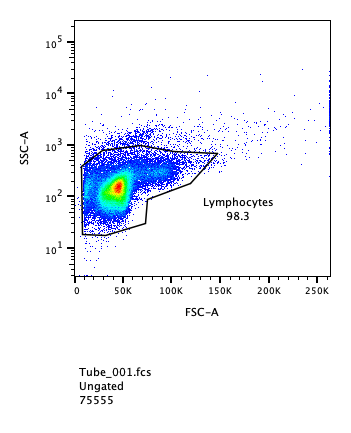 10^5
10^4
10^3
10^2
10^1
SSC-A
Lymphocytes
98.3
0 50K 100K 150K 200K 250K
FSC-A
Tube_001.fcs
Ungated
75555